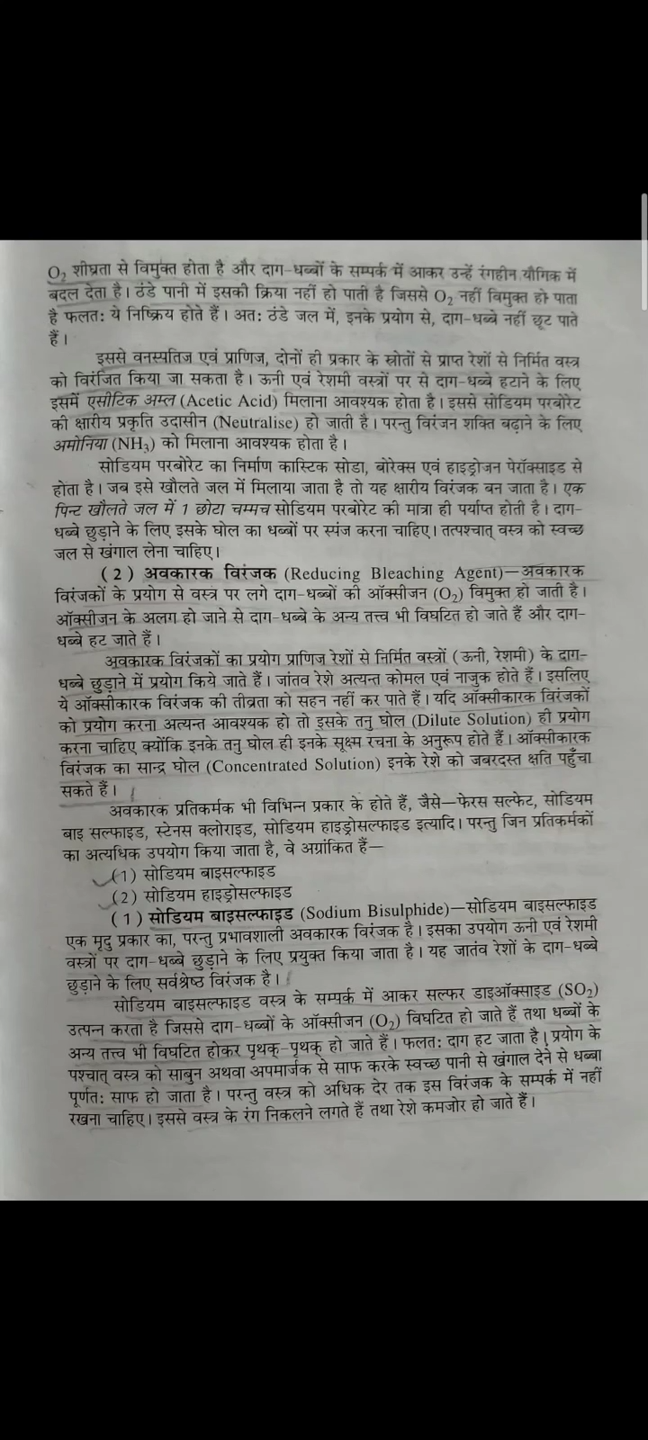 O₂ शीघ्रता से विमुक्त होता है और दाग-धब्बों के सम्पर्क में आकर उन्हें रंगहीन यौगिक में
बदल देता है। ठंडे पानी में इसकी क्रिया नहीं हो पाती है जिससे O₂ नहीं विमुक्त हो पाता
है फलत: ये निष्क्रिय होते हैं। अत: ठंडे जल में, इनके प्रयोग से, दाग-धब्बे नहीं छूट पाते
हैं।
इससे वनस्पतिज एवं प्राणिज, दोनों ही प्रकार के स्रोतों से प्राप्त रेशों से निर्मित वस्त्र
को विरंजित किया जा सकता है। ऊनी एवं रेशमी वस्त्रों पर से दाग-धब्बे हटाने के लिए
इसमें एसीटिक अम्ल (Acetic Acid) मिलाना आवश्यक होता है। इससे सोडियम परबोरेट
की क्षारीय प्रकृति उदासीन (Neutralise) हो जाती है। परन्तु विरंजन शक्ति बढ़ाने के लिए
अमोनिया (NH₃) को मिलाना आवश्यक होता है।
सोडियम परबोरेट का निर्माण कास्टिक सोडा, बोरेक्स एवं हाइड्रोजन पेरॉक्साइड से
होता है। जब इसे खौलते जल में मिलाया जाता है तो यह क्षारीय विरंजक बन जाता है। एक
पिन्ट खौलते जल में 1 छोटा चम्मच सोडियम परबोरेट की मात्रा ही पर्याप्त होती है। दाग-
धब्बे छुड़ाने के लिए इसके घोल का धब्बों पर स्पंज करना चाहिए। तत्पश्चात् वस्त्र को स्वच्छ
जल से खंगाल लेना चाहिए।
(2) अवकारक विरंजक (Reducing Bleaching Agent)—अवकारक
विरंजकों के प्रयोग से वस्त्र पर लगे दाग-धब्बों की ऑक्सीजन (O₂) विमुक्त हो जाती है।
ऑक्सीजन के अलग हो जाने से दाग-धब्बे के अन्य तत्त्व भी विघटित हो जाते हैं और दाग-
धब्बे हट जाते हैं।
अवकारक विरंजकों का प्रयोग प्राणिज रेशों से निर्मित वस्त्रों (ऊनी, रेशमी) के दाग-
धब्बे छुड़ाने में प्रयोग किये जाते हैं। जांतव रेशे अत्यन्त कोमल एवं नाजुक होते हैं। इसलिए
ये ऑक्सीकारक विरंजक की तीव्रता को सहन नहीं कर पाते हैं। यदि ऑक्सीकारक विरंजकों
को प्रयोग करना अत्यन्त आवश्यक हो तो इसके तनु घोल (Dilute Solution) ही प्रयोग
करना चाहिए क्योंकि इनके तनु घोल ही इनके सूक्ष्म रचना के अनुरूप होते हैं। ऑक्सीकारक
विरंजक का सान्द्र घोल (Concentrated Solution) इनके रेशे को जबरदस्त क्षति पहुँचा
सकते हैं।
अवकारक प्रतिकर्मक भी विभिन्न प्रकार के होते हैं, जैसे—फेरस सल्फेट, सोडियम
बाइ सल्फाइड, स्टेनस क्लोराइड, सोडियम हाइड्रोसल्फाइड इत्यादि। परन्तु जिन प्रतिकर्मकों
का अत्यधिक उपयोग किया जाता है, वे अग्रांकित हैं—
(1) सोडियम बाइसल्फाइड
(2) सोडियम हाइड्रोसल्फाइड
(1) सोडियम बाइसल्फाइड (Sodium Bisulphide)—सोडियम बाइसल्फाइड
एक मृदु प्रकार का, परन्तु प्रभावशाली अवकारक विरंजक है। इसका उपयोग ऊनी एवं रेशमी
वस्त्रों पर दाग-धब्बे छुड़ाने के लिए प्रयुक्त किया जाता है। यह जातंव रेशों के दाग-धब्बे
छुड़ाने के लिए सर्वश्रेष्ठ विरंजक है।
सोडियम बाइसल्फाइड वस्त्र के सम्पर्क में आकर सल्फर डाइऑक्साइड (SO₂)
उत्पन्न करता है जिससे दाग-धब्बों के ऑक्सीजन (O₂) विघटित हो जाते हैं तथा धब्बों के
अन्य तत्त्व भी विघटित होकर पृथक्-पृथक् हो जाते हैं। फलत: दाग हट जाता है। प्रयोग के
पश्चात् वस्त्र को साबुन अथवा अपमार्जक से साफ करके स्वच्छ पानी से खंगाल देने से धब्बा
पूर्णत: साफ हो जाता है। परन्तु वस्त्र को अधिक देर तक इस विरंजक के सम्पर्क में नहीं
रखना चाहिए। इससे वस्त्र के रंग निकलने लगते हैं तथा रेशे कमजोर हो जाते हैं।